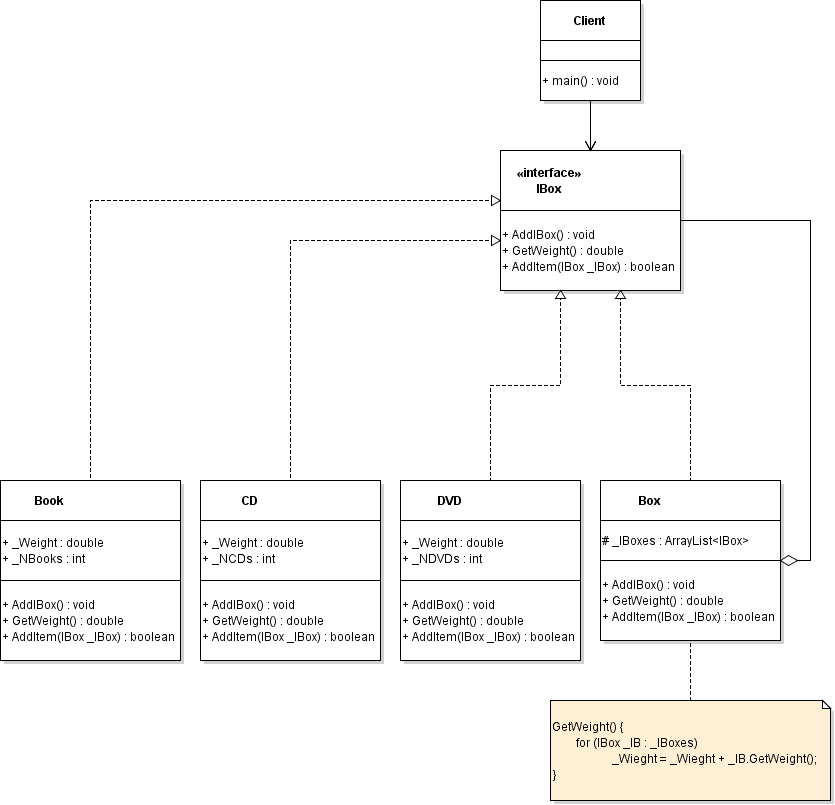 Client
+ main() : void
«interface»
IBox
+ AddIBox() : void
+ GetWeight() : double
+ AddItem(IBox _IBox) : boolean
Book
+ _Weight : double
+ _NBooks : int
+ AddIBox() : void
+ GetWeight() : double
+ AddItem(IBox _IBox) : boolean
CD
+ _Weight : double
+ _NCDs : int
+ AddIBox() : void
+ GetWeight() : double
+ AddItem(IBox _IBox) : boolean
DVD
+ _Weight : double
+ _NDVDs : int
+ AddIBox() : void
+ GetWeight() : double
+ AddItem(IBox _IBox) : boolean
Box
# _IBoxes : ArrayList<IBox>
+ AddIBox() : void
+ GetWeight() : double
+ AddItem(IBox _IBox) : boolean
GetWeight() {
for (IBox _IB : _IBoxes)
_Wieght = _Wieght + _IB.GetWeight();
}